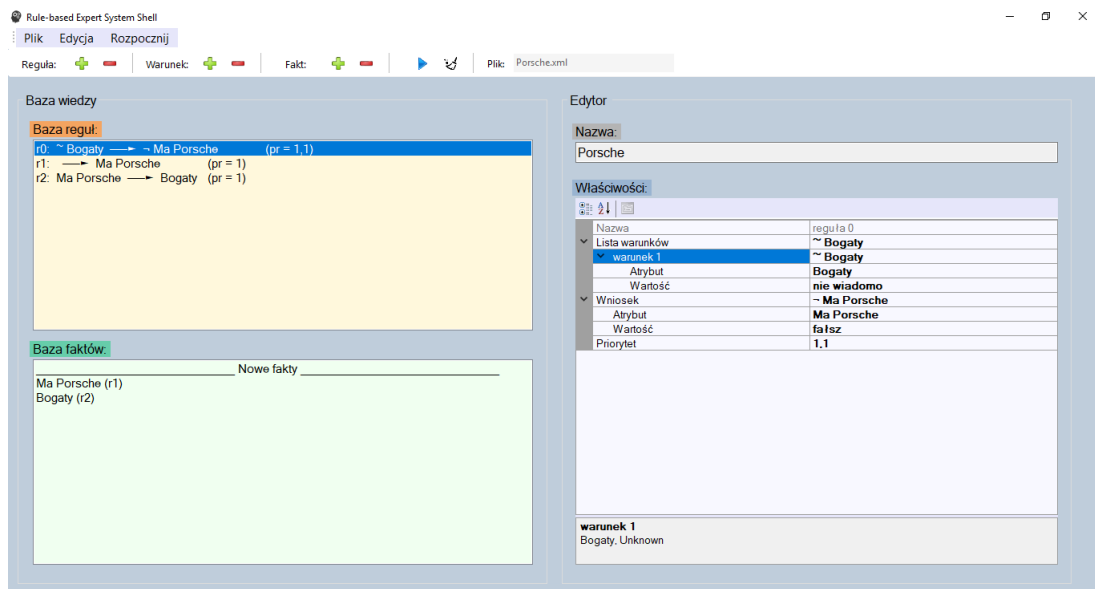 Rule-based Expert System Shell
Plik Edycja Rozpocznij
Reguła: Warunek: Fakt: Plik: Porsche.xml
Baza wiedzy
Baza reguł:
r0: ~ Bogaty ──► ¬ Ma Porsche (pr = 1,1)
r1: ──► Ma Porsche (pr = 1)
r2: Ma Porsche ──► Bogaty (pr = 1)
Baza faktów:
Nowe fakty
Ma Porsche (r1)
Bogaty (r2)
Edytor
Nazwa:
Porsche
Właściwości:
Nazwa reguła 0
Lista warunków ~ Bogaty
warunek 1 ~ Bogaty
Atrybut Bogaty
Wartość nie wiadomo
Wniosek ¬ Ma Porsche
Atrybut Ma Porsche
Wartość fałsz
Priorytet 1,1
warunek 1
Bogaty, Unknown